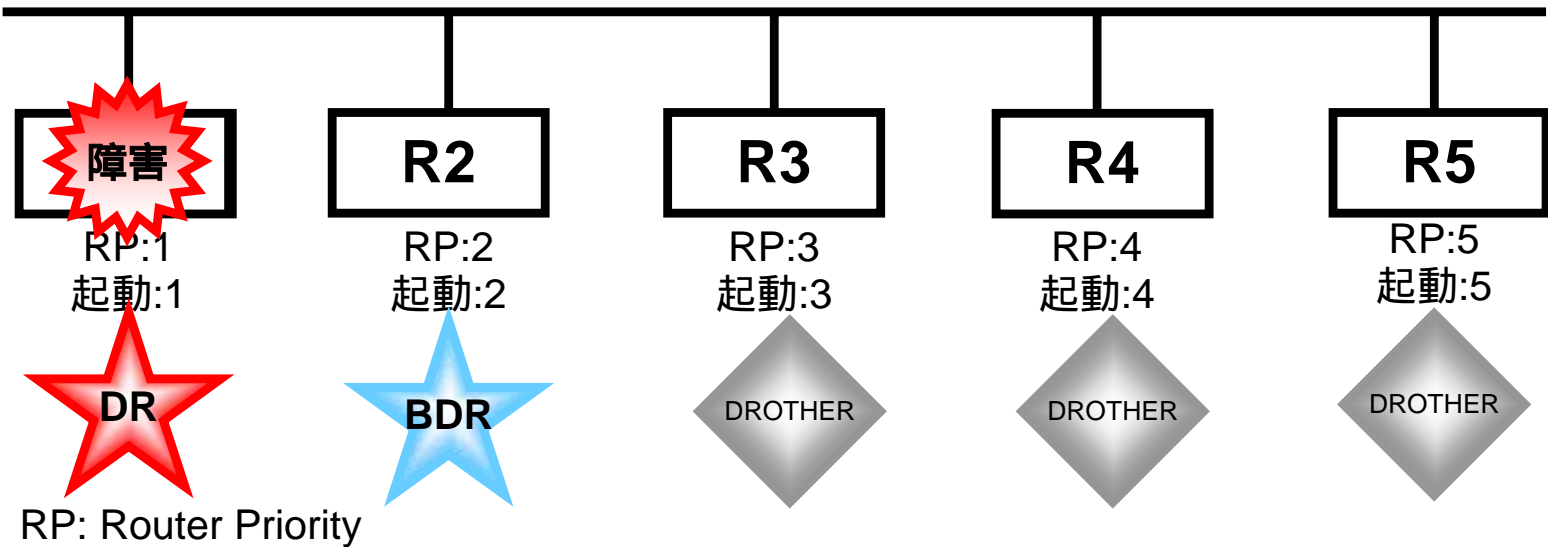 障害
R2
R3
R4
R5
RP:1
起動:1
RP:2
起動:2
RP:3
起動:3
RP:4
起動:4
RP:5
起動:5
DR
BDR
DROTHER
DROTHER
DROTHER
RP: Router Priority